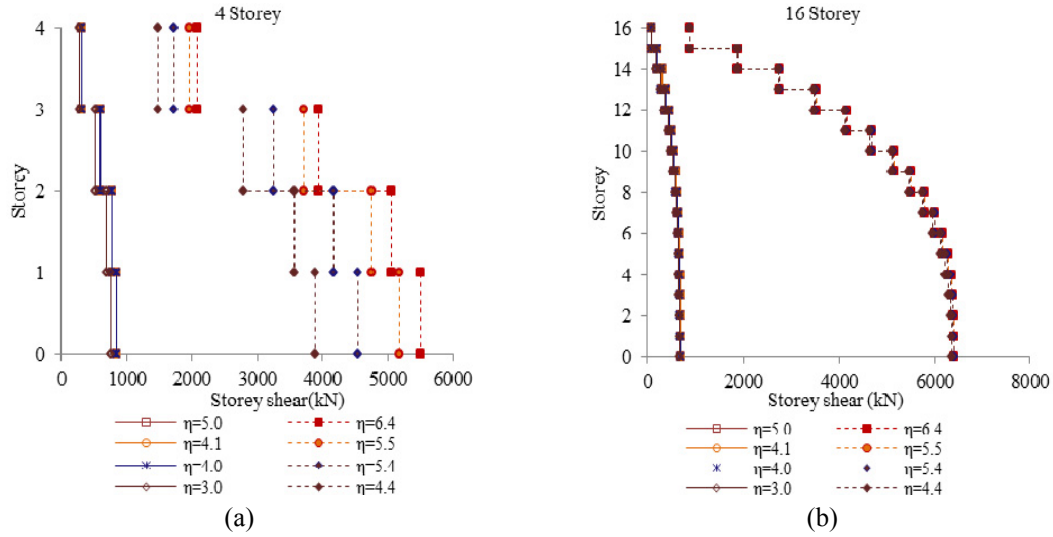 4 Storey
4
3
2
1
0
Storey
0 1000 2000 3000 4000 5000 6000
Storey shear(kN)
η=5.0
η=4.1
η=4.0
η=3.0
η=6.4
η=5.5
η=5.4
η=4.4
(a)
16 Storey
16
14
12
10
8
6
4
2
0
Storey
0 2000 4000 6000 8000
Storey shear (kN)
η=5.0
η=4.1
η=4.0
η=3.0
η=6.4
η=5.5
η=5.4
η=4.4
(b)